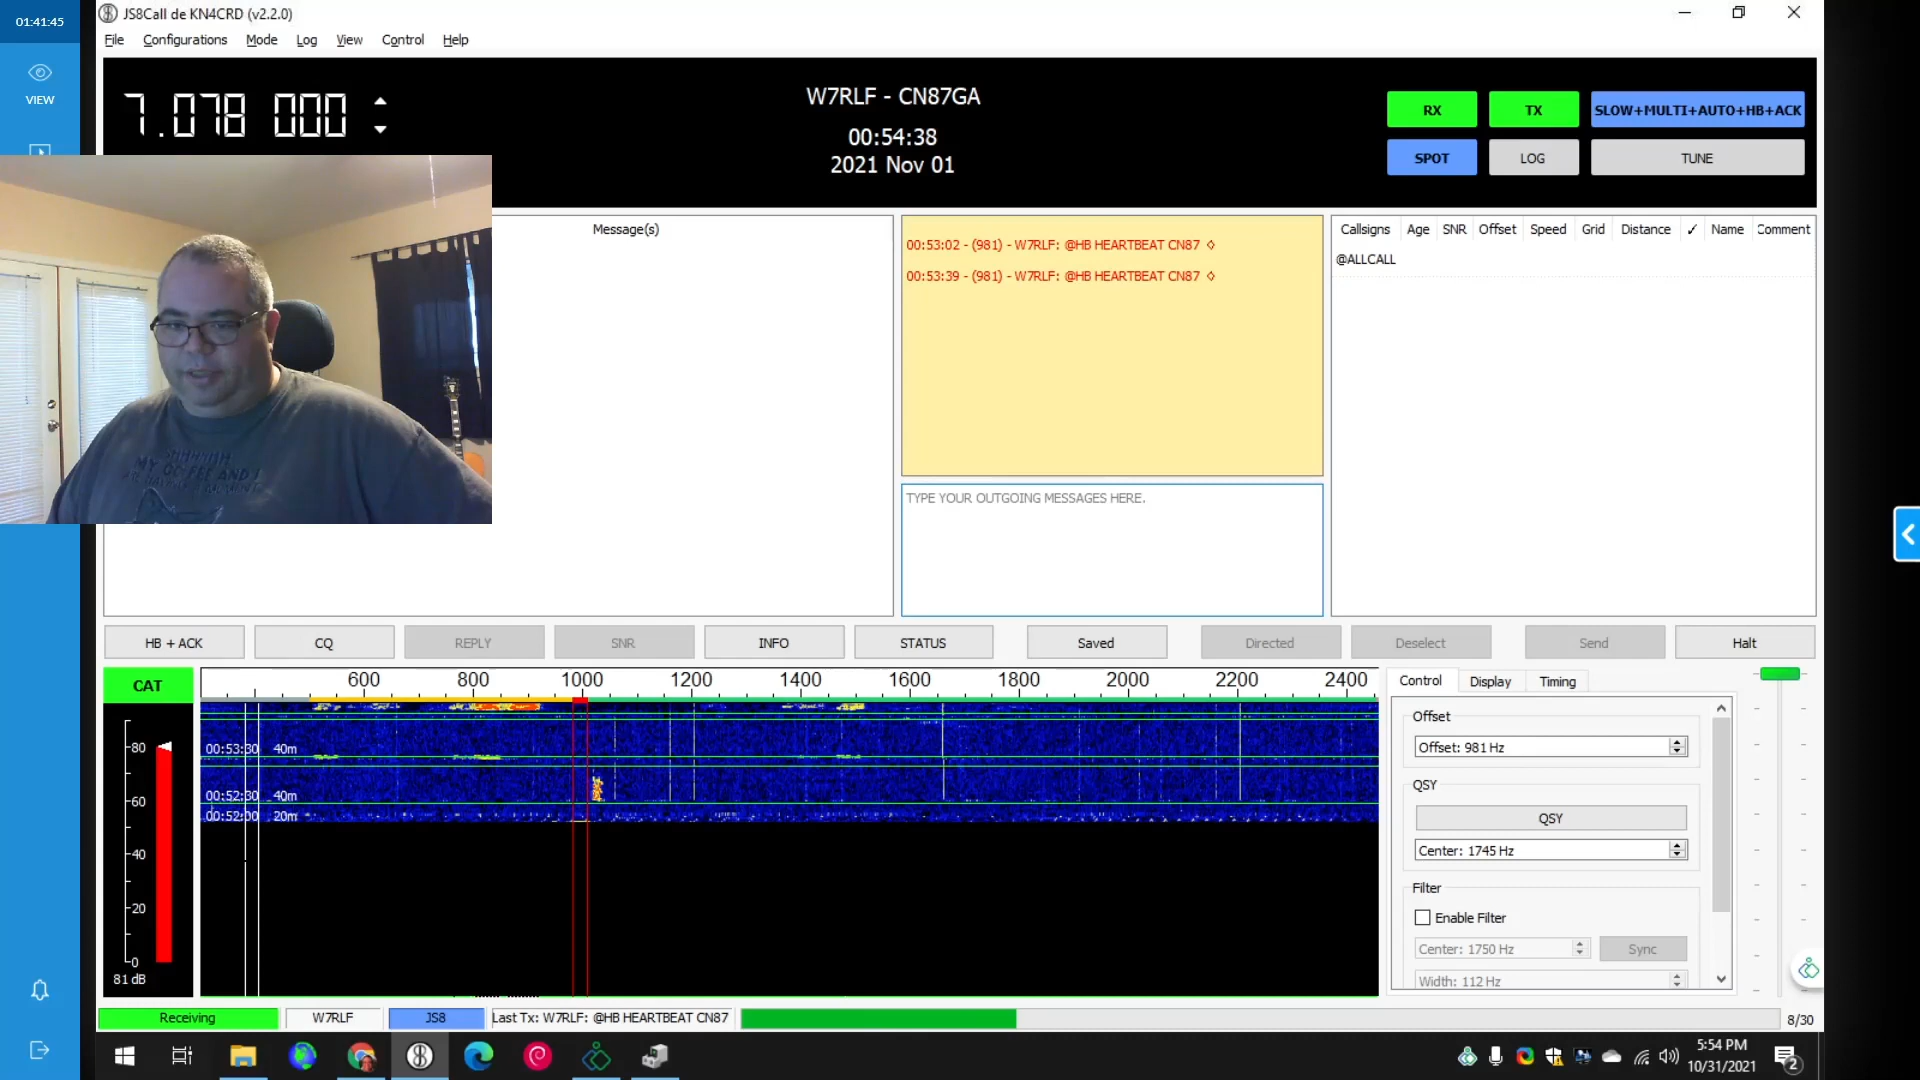 01:41:45
JS8Call de KN4CRD (v2.2.0)
VIEW
File Configurations Mode Log View Control Help
7.078 000
W7RLF - CN87GA
00:54:38
2021 Nov 01
RX TX SLOW+MULTI+AUTO+HB+ACK
SPOT LOG TUNE
Message(s)
00:53:02 - (981) - W7RLF: @HB HEARTBEAT CN87 ♢
00:53:39 - (981) - W7RLF: @HB HEARTBEAT CN87 ♢
TYPE YOUR OUTGOING MESSAGES HERE.
Callsigns Age SNR Offset Speed Grid Distance ✓ Name Comment
@ALLCALL
MY COFFEE AND I
HB + ACK CQ REPLY SNR INFO STATUS Saved Directed Deselect Send Halt
CAT
600 800 1000 1200 1400 1600 1800 2000 2200 2400
80
60
40
20
0
81 dB
00:53:30 40m
00:52:30 40m
00:52:00 20m
Control Display Timing
Offset
Offset: 981 Hz
QSY
QSY
Center: 1745 Hz
Filter
Enable Filter
Center: 1750 Hz Sync
Width: 112 Hz
Receiving W7RLF JS8 Last Tx: W7RLF: @HB HEARTBEAT CN87 8/30
5:54 PM
10/31/2021
2